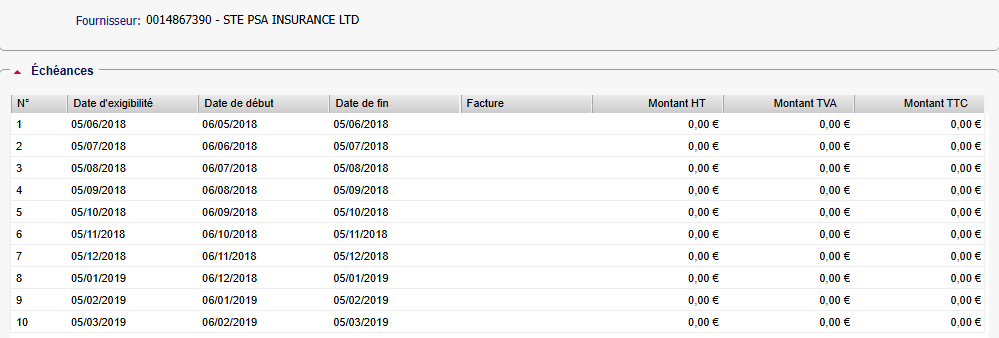 Fournisseur: 0014867390 - STE PSA INSURANCE LTD
Échéances
N° Date d'exigibilité Date de début Date de fin Facture Montant HT Montant TVA Montant TTC
1 05/06/2018 06/05/2018 05/06/2018 0,00 € 0,00 € 0,00 €
2 05/07/2018 06/06/2018 05/07/2018 0,00 € 0,00 € 0,00 €
3 05/08/2018 06/07/2018 05/08/2018 0,00 € 0,00 € 0,00 €
4 05/09/2018 06/08/2018 05/09/2018 0,00 € 0,00 € 0,00 €
5 05/10/2018 06/09/2018 05/10/2018 0,00 € 0,00 € 0,00 €
6 05/11/2018 06/10/2018 05/11/2018 0,00 € 0,00 € 0,00 €
7 05/12/2018 06/11/2018 05/12/2018 0,00 € 0,00 € 0,00 €
8 05/01/2019 06/12/2018 05/01/2019 0,00 € 0,00 € 0,00 €
9 05/02/2019 06/01/2019 05/02/2019 0,00 € 0,00 € 0,00 €
10 05/03/2019 06/02/2019 05/03/2019 0,00 € 0,00 € 0,00 €